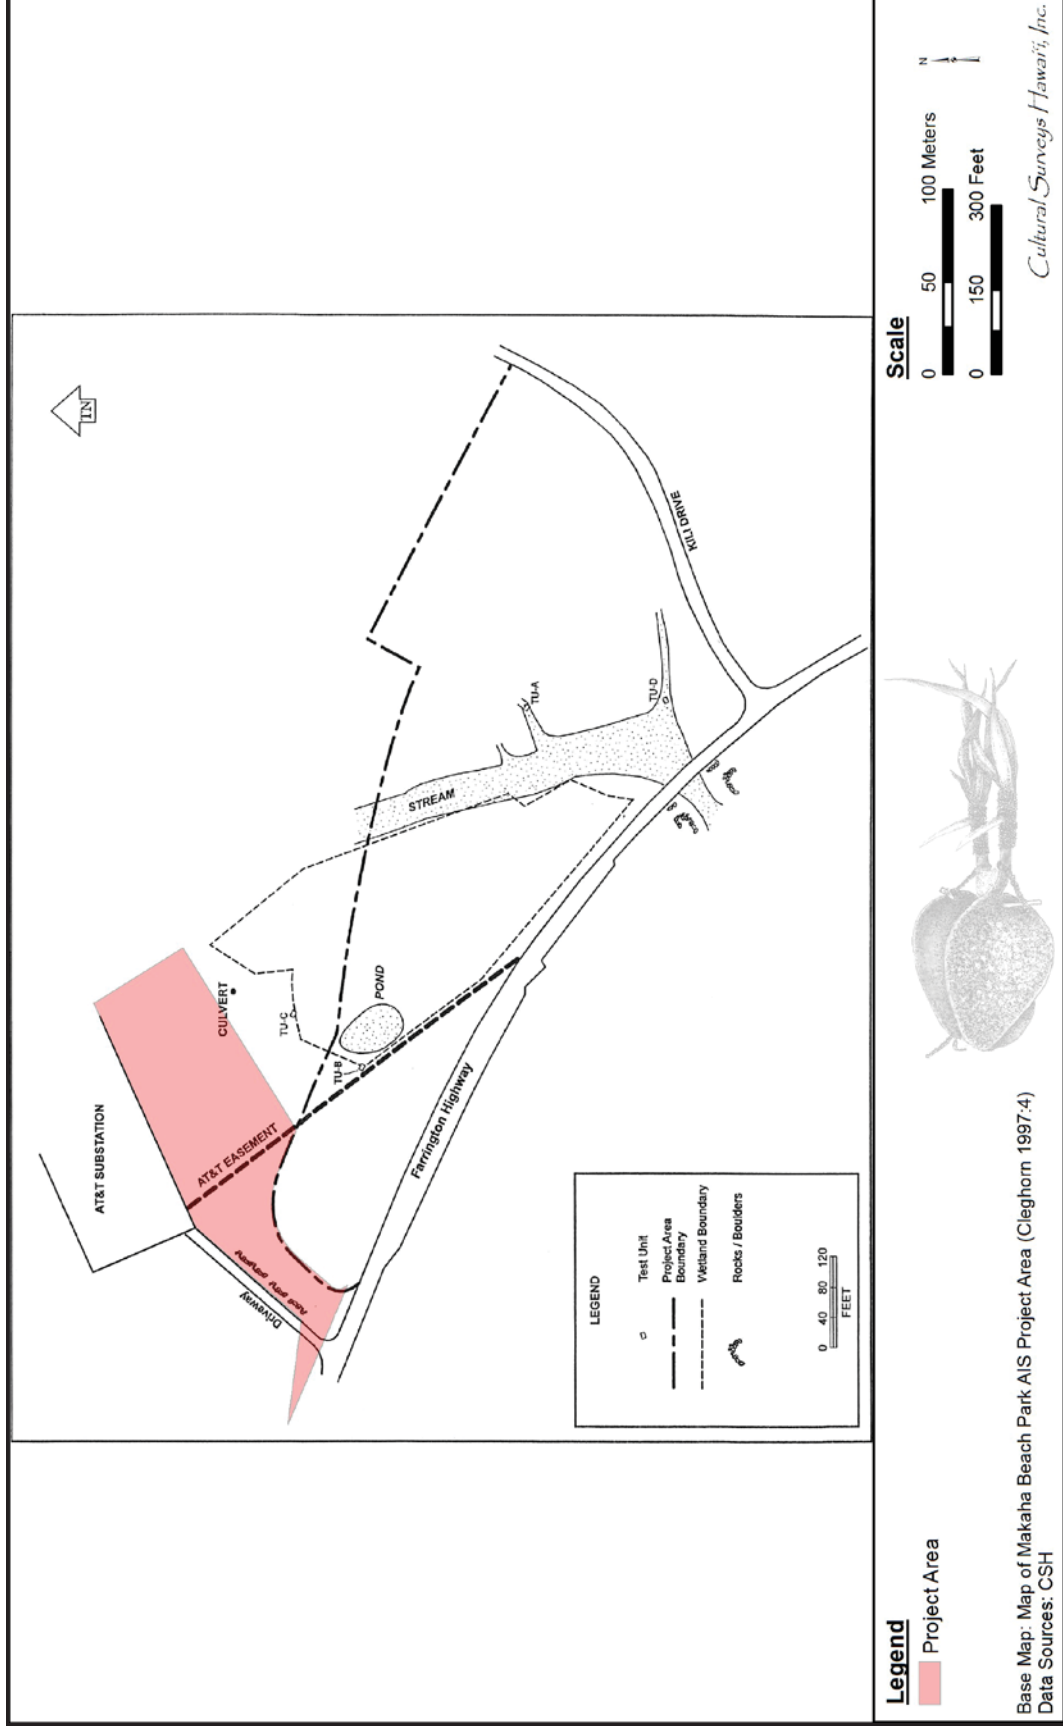 TN
AT&T SUBSTATION
AT&T EASEMENT
CULVERT
TU-C
TU-B
POND
Driveway
Rock and boulder
STREAM
TU-A
TU-D
KILI DRIVE
Farrington Highway
LEGEND
Test Unit
Project Area
Boundary
Wetland Boundary
Rocks / Boulders
0 40 80 120
FEET
Legend
Project Area
Base Map: Map of Makaha Beach Park AIS Project Area (Cleghorn 1997:4)
Data Sources: CSH
Scale
0 50 100 Meters
0 150 300 Feet
N
S
Cultural Surveys Hawai'i, Inc.